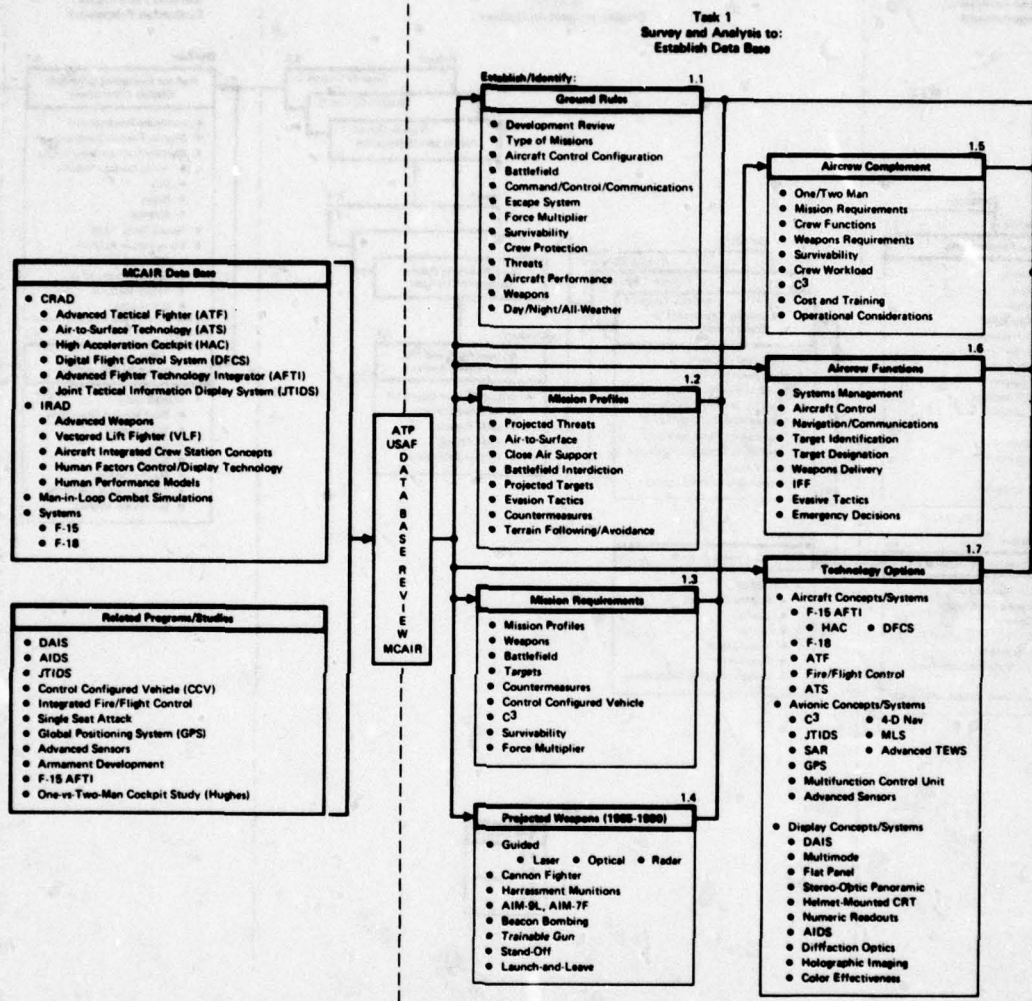 Task 1
Survey and Analysis to:
Establish Data Base
MCAIR Data Base
• CRAD
• Advanced Tactical Fighter (ATF)
• Air-to-Surface Technology (ATS)
• High Acceleration Cockpit (HAC)
• Digital Flight Control System (DFCS)
• Advanced Fighter Technology Integrator (AFTI)
• Joint Tactical Information Display System (JTIDS)
• IRAD
• Advanced Weapons
• Vectored Lift Fighter (VLF)
• Aircraft Integrated Crew Station Concepts
• Human Factors Control/Display Technology
• Human Performance Models
• Man-in-Loop Combat Simulations
• Systems
• F-15
• F-18
Related Programs/Studies
• DAIS
• AIDS
• JTIDS
• Control Configured Vehicle (CCV)
• Integrated Fire/Flight Control
• Single Seat Attack
• Global Positioning System (GPS)
• Advanced Sensors
• Armament Development
• F-15 AFTI
• One-vs-Two-Man Cockpit Study (Hughes)
ATP
USAF
DATA
BASE
REVIEW
MCAIR
Establish/Identify:
1.1
Ground Rules
• Development Review
• Type of Missions
• Aircraft Control Configuration
• Battlefield
• Command/Control/Communications
• Escape System
• Force Multiplier
• Survivability
• Crew Protection
• Threats
• Aircraft Performance
• Weapons
• Day/Night/All-Weather
1.2
Mission Profiles
• Projected Threats
• Air-to-Surface
• Close Air Support
• Battlefield Interdiction
• Projected Targets
• Evasion Tactics
• Countermeasures
• Terrain Following/Avoidance
1.3
Mission Requirements
• Mission Profiles
• Weapons
• Battlefield
• Targets
• Countermeasures
• Control Configured Vehicle
• C³
• Survivability
• Force Multiplier
1.4
Projected Weapons (1985-1990)
• Guided
• Laser • Optical • Radar
• Cannon Fighter
• Harrassment Munitions
• AIM-9L, AIM-7F
• Beacon Bombing
• Trainable Gun
• Stand-Off
• Launch-and-Leave
1.5
Aircrew Complement
• One/Two Man
• Mission Requirements
• Crew Functions
• Weapons Requirements
• Survivability
• Crew Workload
• C³
• Cost and Training
• Operational Considerations
1.6
Aircrew Functions
• Systems Management
• Aircraft Control
• Navigation/Communications
• Target Identification
• Target Designation
• Weapons Delivery
• IFF
• Evasive Tactics
• Emergency Decisions
1.7
Technology Options
• Aircraft Concepts/Systems
• F-15 AFTI
• HAC • DFCS
• F-18
• ATF
• Fire/Flight Control
• ATS
• Avionic Concepts/Systems
• C³ • 4-D Nav
• JTIDS • MLS
• SAR • Advanced TEWS
• GPS
• Multifunction Control Unit
• Advanced Sensors
• Display Concepts/Systems
• DAIS
• Multimode
• Flat Panel
• Stereo-Optic Panoramic
• Helmet-Mounted CRT
• Numeric Readouts
• AIDS
• Diffraction Optics
• Holographic Imaging
• Color Effectiveness